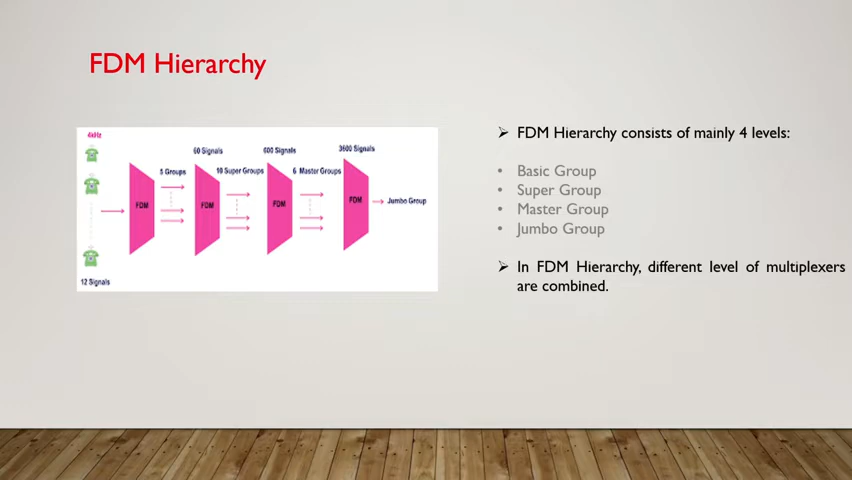 FDM Hierarchy
4kHz
60 Signals
600 Signals
3600 Signals
5 Groups
10 Super Groups
6 Master Groups
FDM
FDM
FDM
FDM
Jumbo Group
12 Signals
➢ FDM Hierarchy consists of mainly 4 levels:
• Basic Group
• Super Group
• Master Group
• Jumbo Group
➢ In FDM Hierarchy, different level of multiplexers
are combined.